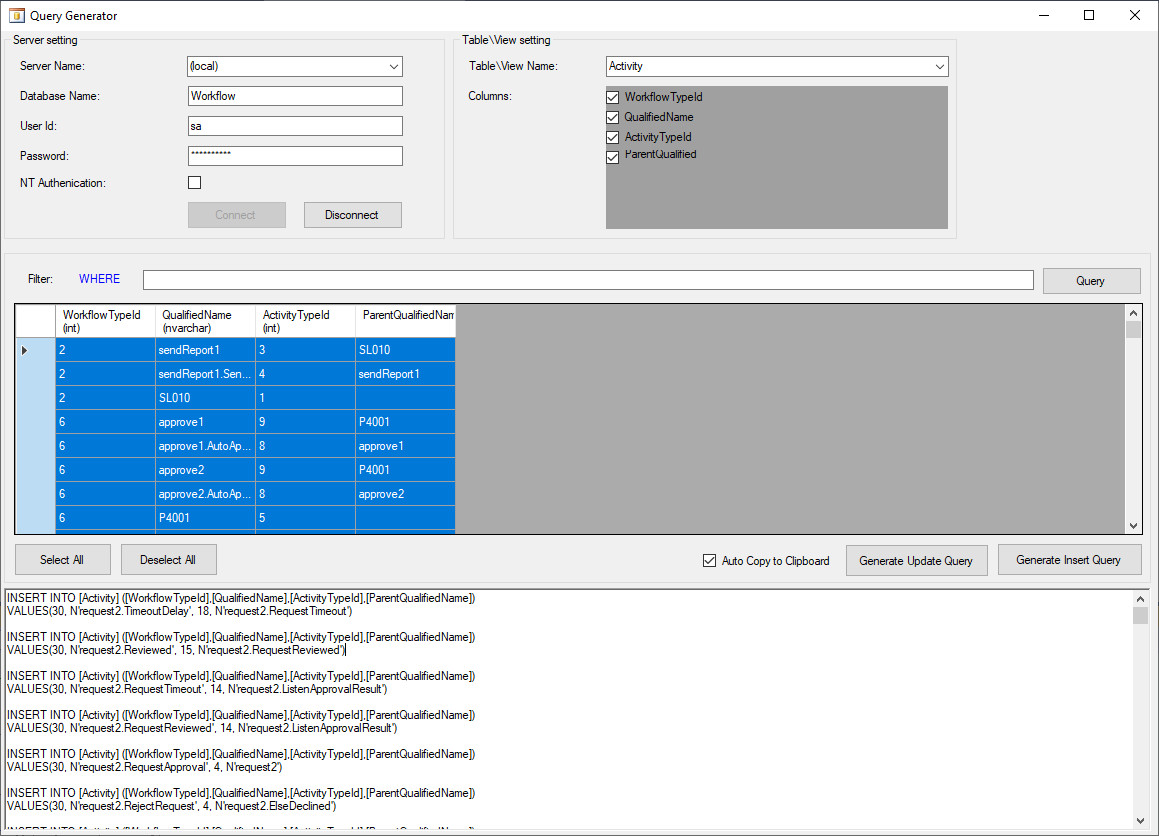 Query Generator
Server setting
Server Name: (local)
Database Name: Workflow
User Id: sa
Password: **********
NT Authenication:
Connect Disconnect
Table\View setting
Table\View Name: Activity
Columns: WorkflowTypeId
QualifiedName
ActivityTypeId
ParentQualified
Filter: WHERE Query
WorkflowTypeId QualifiedName ActivityTypeId ParentQualifiedNam
(int) (nvarchar) (int)
2 sendReport1 3 SL010
2 sendReport1.Sen... 4 sendReport1
2 SL010 1
6 approve1 9 P4001
6 approve1.AutoAp... 8 approve1
6 approve2 9 P4001
6 approve2.AutoAp... 8 approve2
6 P4001 5
Select All Deselect All Auto Copy to Clipboard Generate Update Query Generate Insert Query
INSERT INTO [Activity] ([WorkflowTypeId],[QualifiedName],[ActivityTypeId],[ParentQualifiedName])
VALUES(30, N'request2.TimeoutDelay', 18, N'request2.RequestTimeout')
INSERT INTO [Activity] ([WorkflowTypeId],[QualifiedName],[ActivityTypeId],[ParentQualifiedName])
VALUES(30, N'request2.Reviewed', 15, N'request2.RequestReviewed')
INSERT INTO [Activity] ([WorkflowTypeId],[QualifiedName],[ActivityTypeId],[ParentQualifiedName])
VALUES(30, N'request2.RequestTimeout', 14, N'request2.ListenApprovalResult')
INSERT INTO [Activity] ([WorkflowTypeId],[QualifiedName],[ActivityTypeId],[ParentQualifiedName])
VALUES(30, N'request2.RequestReviewed', 14, N'request2.ListenApprovalResult')
INSERT INTO [Activity] ([WorkflowTypeId],[QualifiedName],[ActivityTypeId],[ParentQualifiedName])
VALUES(30, N'request2.RequestApproval', 4, N'request2')
INSERT INTO [Activity] ([WorkflowTypeId],[QualifiedName],[ActivityTypeId],[ParentQualifiedName])
VALUES(30, N'request2.RejectRequest', 4, N'request2.ElseDeclined')